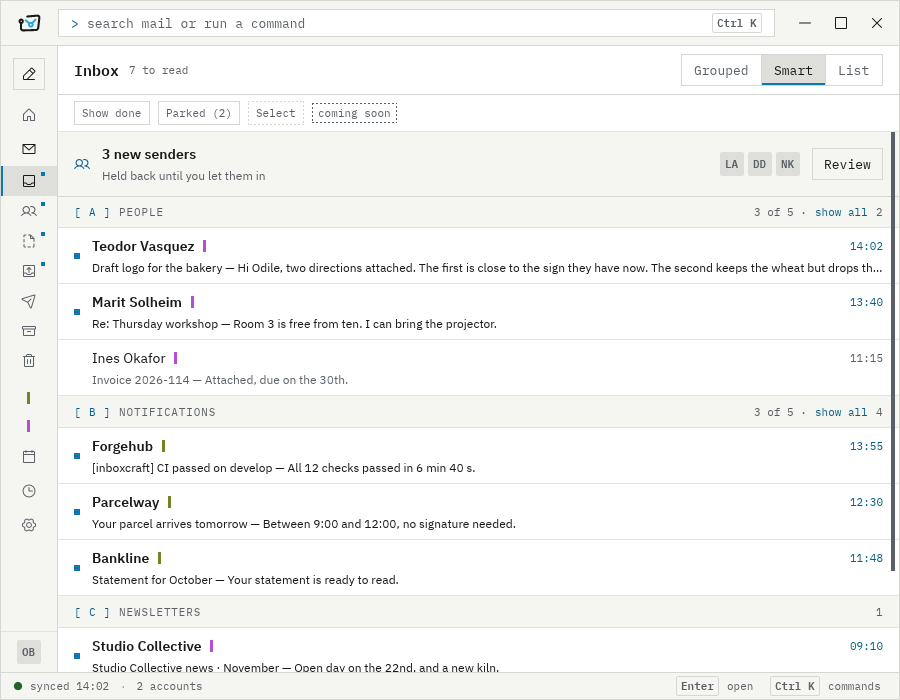 > search mail or run a command Ctrl K
Inbox 7 to read Grouped Smart List
Show done Parked (2) Select coming soon
3 new senders
Held back until you let them in
LA DD NK Review
[ A ] PEOPLE 3 of 5 · show all 2
Teodor Vasquez 14:02
Draft logo for the bakery — Hi Odile, two directions attached. The first is close to the sign they have now. The second keeps the wheat but drops th…
Marit Solheim 13:40
Re: Thursday workshop — Room 3 is free from ten. I can bring the projector.
Ines Okafor 11:15
Invoice 2026-114 — Attached, due on the 30th.
[ B ] NOTIFICATIONS 3 of 5 · show all 4
Forgehub 13:55
[inboxcraft] CI passed on develop — All 12 checks passed in 6 min 40 s.
Parcelway 12:30
Your parcel arrives tomorrow — Between 9:00 and 12:00, no signature needed.
Bankline 11:48
Statement for October — Your statement is ready to read.
[ C ] NEWSLETTERS 1
Studio Collective 09:10
Studio Collective news · November — Open day on the 22nd, and a new kiln.
OB
synced 14:02 · 2 accounts Enter open Ctrl K commands